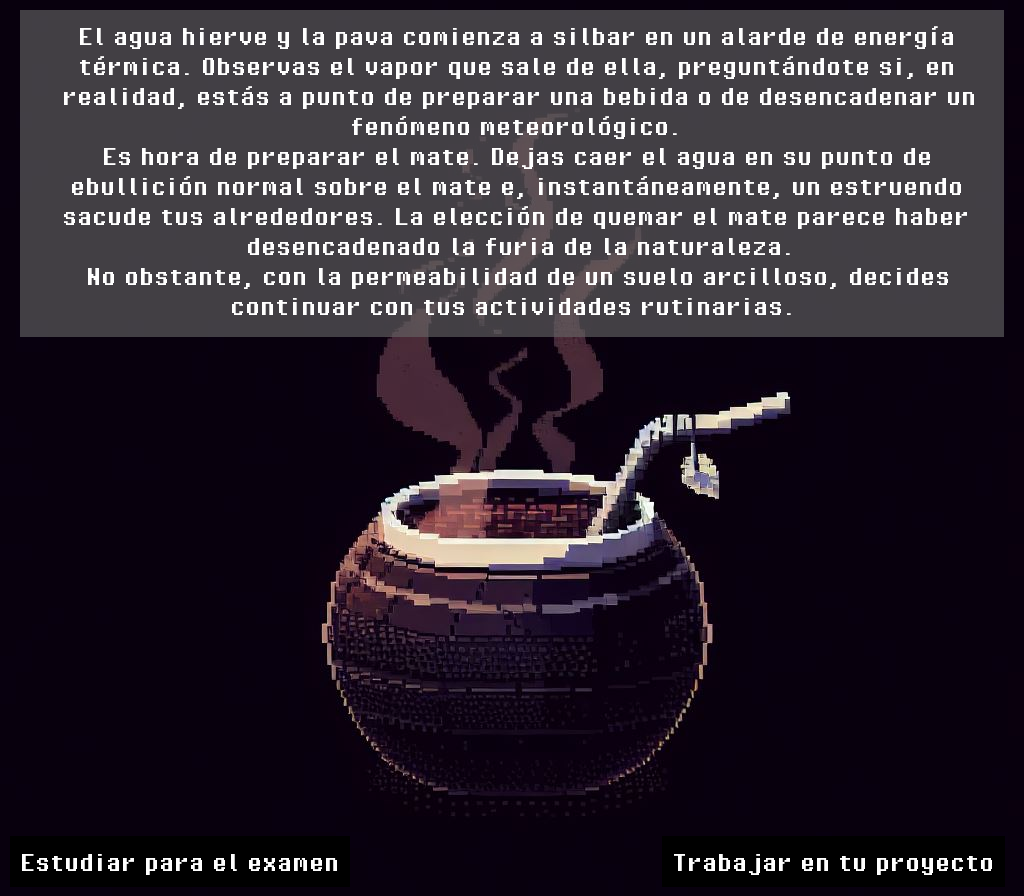 El agua hierve y la pava comienza a silbar en un alarde de energía
térmica. Observas el vapor que sale de ella, preguntándote si, en
realidad, estás a punto de preparar una bebida o de desencadenar un
fenómeno meteorológico.
Es hora de preparar el mate. Dejas caer el agua en su punto de
ebullición normal sobre el mate e, instantáneamente, un estruendo
sacude tus alrededores. La elección de quemar el mate parece haber
desencadenado la furia de la naturaleza.
No obstante, con la permeabilidad de un suelo arcilloso, decides
continuar con tus actividades rutinarias.
Estudiar para el examen
Trabajar en tu proyecto